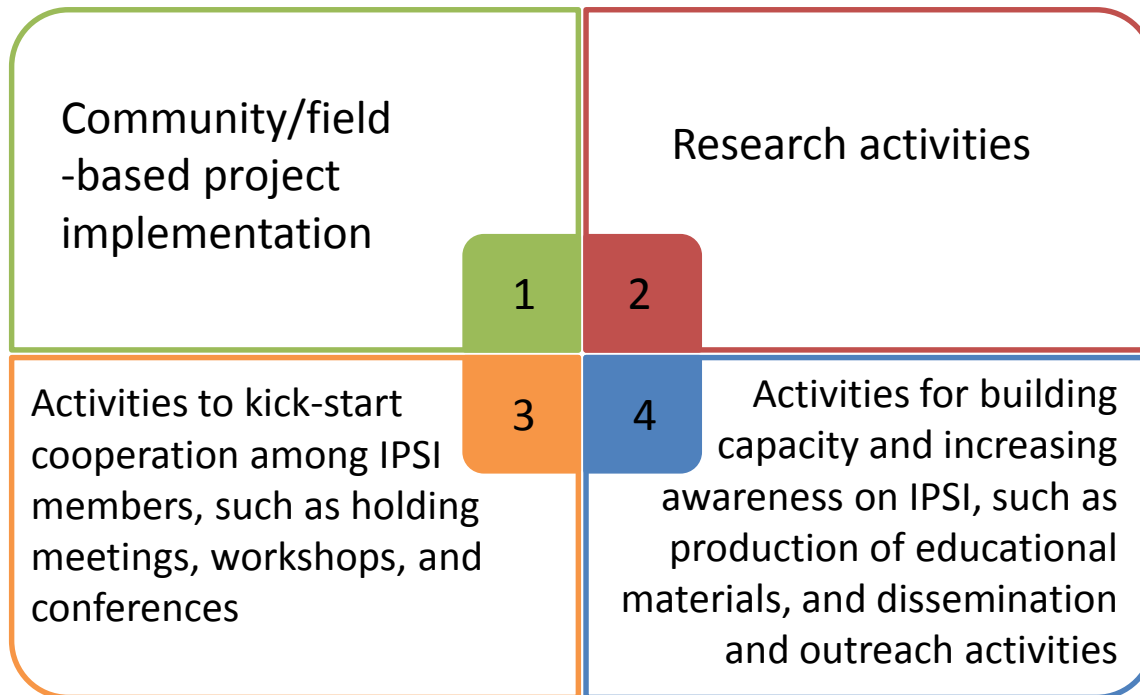 Community/field
-based project
implementation
Research activities
1
2
Activities to kick-start
cooperation among IPSI
members, such as holding
meetings, workshops, and
conferences
3
4
Activities for building
capacity and increasing
awareness on IPSI, such as
production of educational
materials, and dissemination
and outreach activities